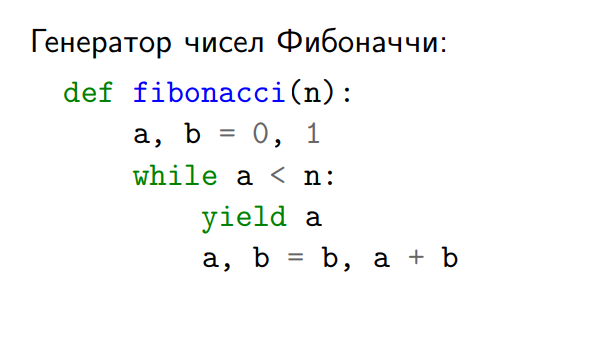 Генератор чисел Фибоначчи:
def fibonacci(n):
    a, b = 0, 1
    while a < n:
        yield a
        a, b = b, a + b